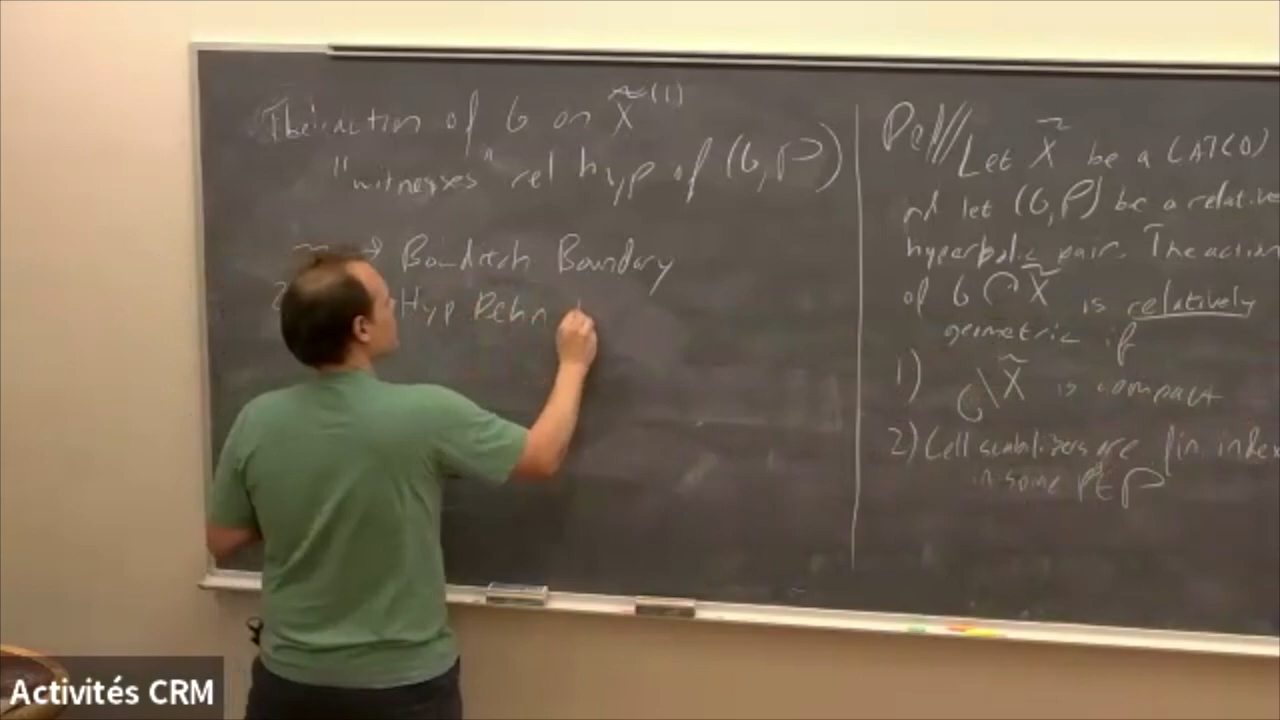 The action of G on X̃̃⁽¹⁾
"witnesses" rel hyp of (G, P)
→ Bowditch Boundary
Hyp Dehn
Def// Let X̃ be a CAT(0)
and let (G, P) be a relative
hyperbolic pair. The action
of G ↷ X̃ is relatively
geometric if
1) G\X̃ is compact
2) Cell stabilizers are fin index
in some P ∈ P
Activités CRM